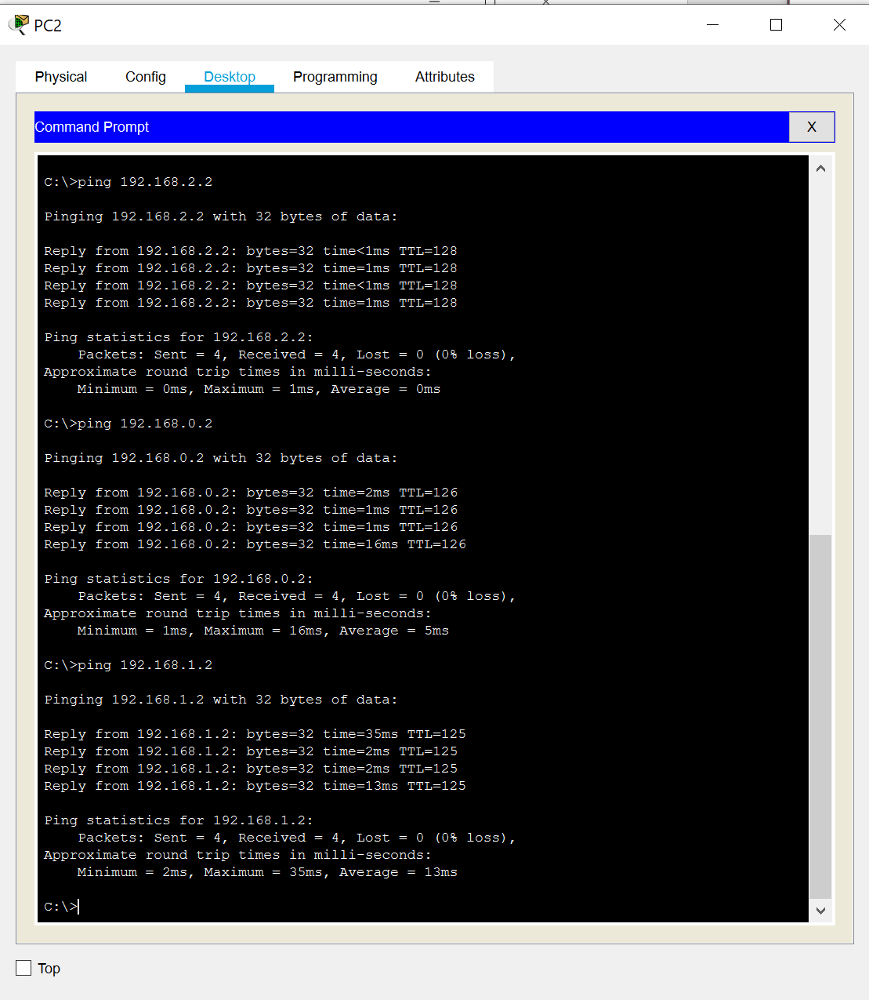 PC2
Physical Config Desktop Programming Attributes
Command Prompt X
C:\>ping 192.168.2.2
Pinging 192.168.2.2 with 32 bytes of data:
Reply from 192.168.2.2: bytes=32 time<1ms TTL=128
Reply from 192.168.2.2: bytes=32 time=1ms TTL=128
Reply from 192.168.2.2: bytes=32 time<1ms TTL=128
Reply from 192.168.2.2: bytes=32 time=1ms TTL=128
Ping statistics for 192.168.2.2:
Packets: Sent = 4, Received = 4, Lost = 0 (0% loss),
Approximate round trip times in milli-seconds:
Minimum = 0ms, Maximum = 1ms, Average = 0ms
C:\>ping 192.168.0.2
Pinging 192.168.0.2 with 32 bytes of data:
Reply from 192.168.0.2: bytes=32 time=2ms TTL=126
Reply from 192.168.0.2: bytes=32 time=1ms TTL=126
Reply from 192.168.0.2: bytes=32 time=1ms TTL=126
Reply from 192.168.0.2: bytes=32 time=16ms TTL=126
Ping statistics for 192.168.0.2:
Packets: Sent = 4, Received = 4, Lost = 0 (0% loss),
Approximate round trip times in milli-seconds:
Minimum = 1ms, Maximum = 16ms, Average = 5ms
C:\>ping 192.168.1.2
Pinging 192.168.1.2 with 32 bytes of data:
Reply from 192.168.1.2: bytes=32 time=35ms TTL=125
Reply from 192.168.1.2: bytes=32 time=2ms TTL=125
Reply from 192.168.1.2: bytes=32 time=2ms TTL=125
Reply from 192.168.1.2: bytes=32 time=13ms TTL=125
Ping statistics for 192.168.1.2:
Packets: Sent = 4, Received = 4, Lost = 0 (0% loss),
Approximate round trip times in milli-seconds:
Minimum = 2ms, Maximum = 35ms, Average = 13ms
C:\>
Top